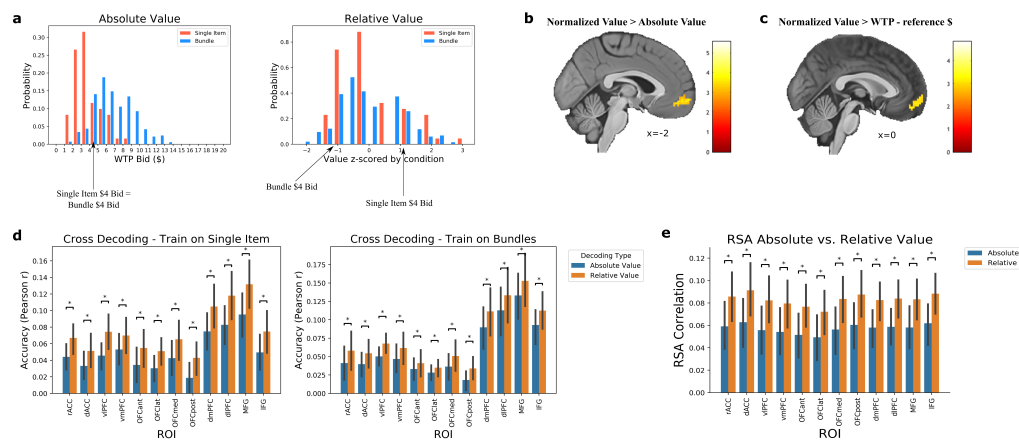 a
Absolute Value
Single Item
Bundle
Probability
0.30
0.25
0.20
0.15
0.10
0.05
0.00
0 1 2 3 4 5 6 7 8 9 10 11 12 13 14 15 16 17 18 19 20
WTP Bid ($)
Single Item $4 Bid =
Bundle $4 Bid
Relative Value
Single Item
Bundle
Probability
0.8
0.6
0.4
0.2
0.0
−2 −1 0 1 2 3
Value z-scored by condition
Bundle $4 Bid
Single Item $4 Bid
b
Normalized Value > Absolute Value
x=-2
5
4
3
2
1
0
c
Normalized Value > WTP - reference $
x=0
4
3
2
1
0
d
Cross Decoding - Train on Single Item
Accuracy (Pearson r)
0.16
0.14
0.12
0.10
0.08
0.06
0.04
0.02
0.00
* * * * * * * * * * * *
rACC dACC vlPFC vmPFC OFCant OFClat OFCmed OFCpost dmPFC dlPFC MFG IFG
ROI
Cross Decoding - Train on Bundles
Accuracy (Pearson r)
0.175
0.150
0.125
0.100
0.075
0.050
0.025
0.000
* * * * * * * * * * * *
rACC dACC vlPFC vmPFC OFCant OFClat OFCmed OFCpost dmPFC dlPFC MFG IFG
ROI
Decoding Type
Absolute Value
Relative Value
e
RSA Absolute vs. Relative Value
RSA Correlation
0.12
0.10
0.08
0.06
0.04
0.02
0.00
* * * * * * * * * * * *
rACC dACC vlPFC vmPFC OFCant OFClat OFCmed OFCpost dmPFC dlPFC MFG IFG
ROI
Absolute
Relative